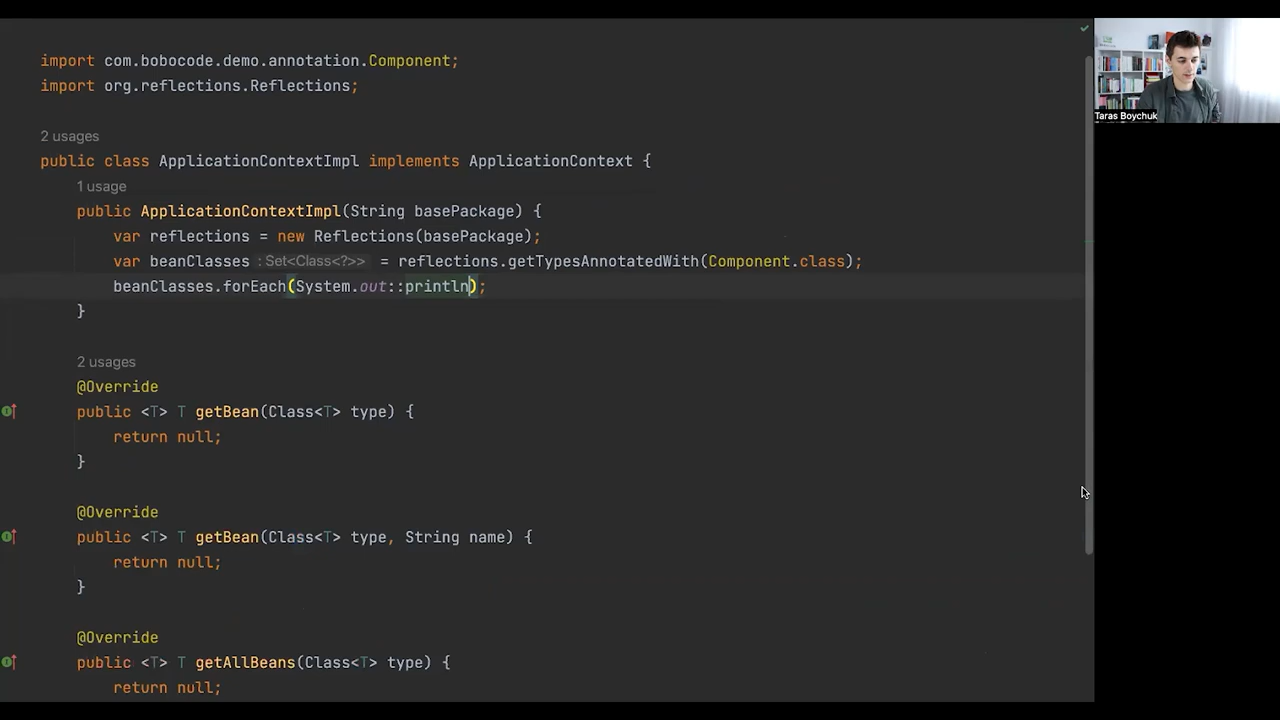 import com.bobocode.demo.annotation.Component;
import org.reflections.Reflections;
2 usages
public class ApplicationContextImpl implements ApplicationContext {
1 usage
public ApplicationContextImpl(String basePackage) {
var reflections = new Reflections(basePackage);
var beanClasses : Set<Class<?>> = reflections.getTypesAnnotatedWith(Component.class);
beanClasses.forEach(System.out::println);
}
2 usages
@Override
public <T> T getBean(Class<T> type) {
return null;
}
@Override
public <T> T getBean(Class<T> type, String name) {
return null;
}
@Override
public <T> T getAllBeans(Class<T> type) {
return null;
Taras Boychuk